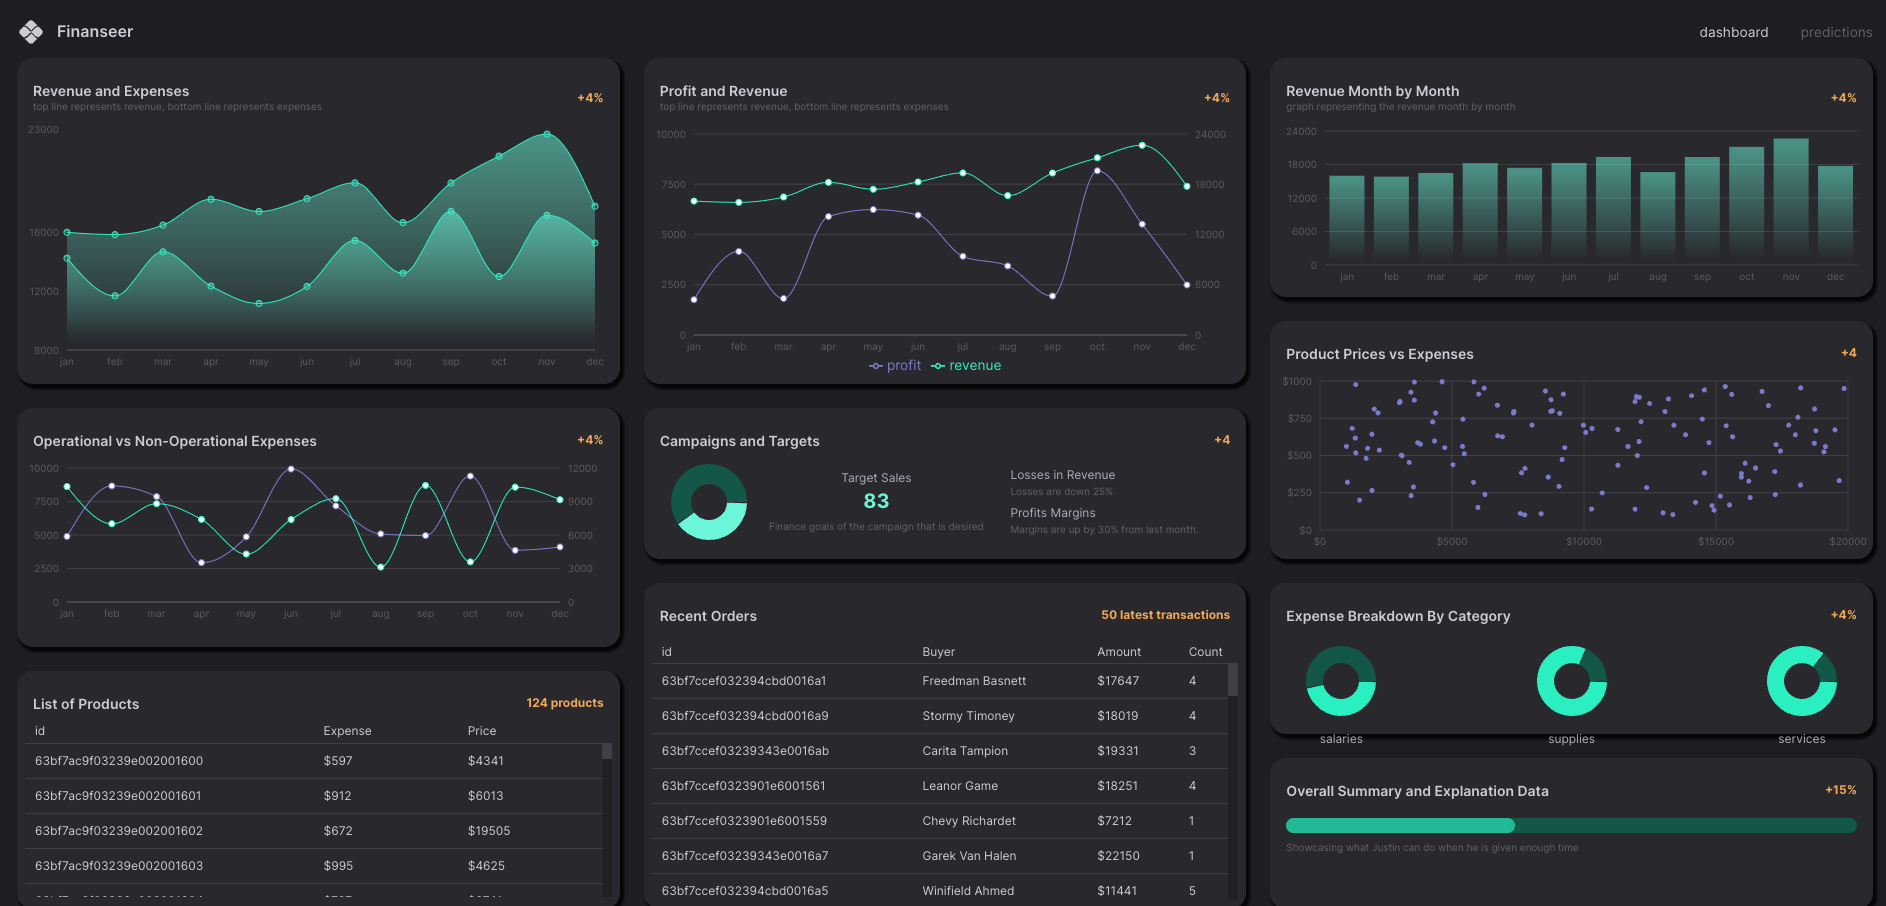 Finanseer
dashboard predictions
Revenue and Expenses
top line represents revenue, bottom line represents expenses
+4%
23000
16000
12000
8000
jan feb mar apr may jun jul aug sep oct nov dec
Profit and Revenue
top line represents revenue, bottom line represents expenses
+4%
10000 24000
7500 18000
5000 12000
2500 6000
0 0
jan feb mar apr may jun jul aug sep oct nov dec
profit revenue
Revenue Month by Month
graph representing the revenue month by month
+4%
24000
18000
12000
6000
0
jan feb mar apr may jun jul aug sep oct nov dec
Operational vs Non-Operational Expenses
+4%
10000 12000
7500 9000
5000 6000
2500 3000
0 0
jan feb mar apr may jun jul aug sep oct nov dec
Campaigns and Targets
+4
Target Sales
83
Finance goals of the campaign that is desired
Losses in Revenue
Losses are down 25%
Profits Margins
Margins are up by 30% from last month.
Product Prices vs Expenses
+4
$1000
$750
$500
$250
$0
$0 $5000 $10000 $15000 $20000
List of Products
124 products
id Expense Price
63bf7ac9f03239e002001600 $597 $4341
63bf7ac9f03239e002001601 $912 $6013
63bf7ac9f03239e002001602 $672 $19505
63bf7ac9f03239e002001603 $995 $4625
Recent Orders
50 latest transactions
id Buyer Amount Count
63bf7ccef032394cbd0016a1 Freedman Basnett $17647 4
63bf7ccef032394cbd0016a9 Stormy Timoney $18019 4
63bf7ccef03239343e0016ab Carita Tampion $19331 3
63bf7ccef0323901e6001561 Leanor Game $18251 4
63bf7ccef0323901e6001559 Chevy Richardet $7212 1
63bf7ccef03239343e0016a7 Garek Van Halen $22150 1
63bf7ccef032394cbd0016a5 Winifield Ahmed $11441 5
Expense Breakdown By Category
+4%
salaries supplies services
Overall Summary and Explanation Data
+15%
Showcasing what Justin can do when he is given enough time